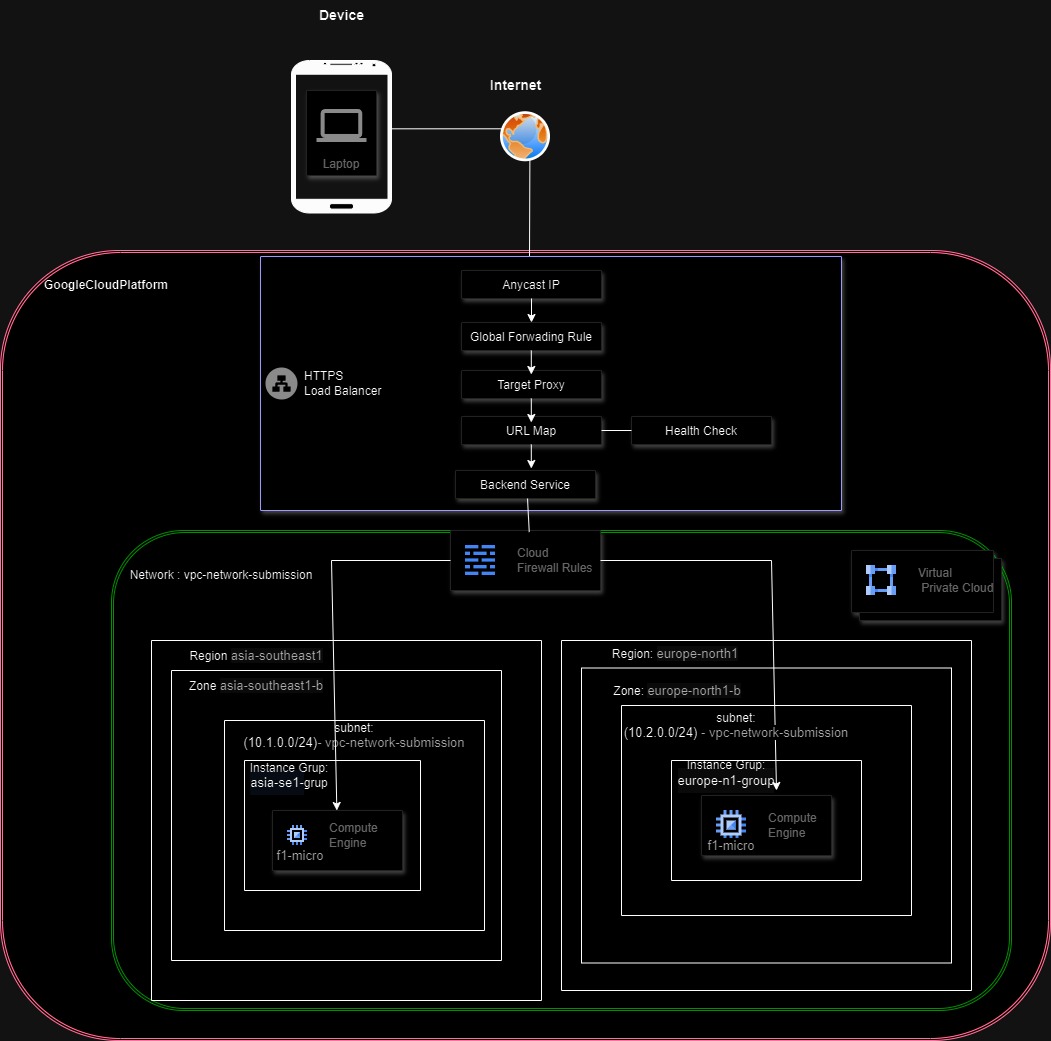 Device
Internet
Laptop
GoogleCloudPlatform
Anycast IP
Global Forwading Rule
HTTPS
Load Balancer
Target Proxy
URL Map
Health Check
Backend Service
Cloud
Firewall Rules
Network : vpc-network-submission
Virtual
Private Cloud
Region asia-southeast1
Zone asia-southeast1-b
subnet:
(10.1.0.0/24)- vpc-network-submission
Instance Grup:
asia-se1-grup
Compute
Engine
f1-micro
Region: europe-north1
Zone: europe-north1-b
subnet:
(10.2.0.0/24) - vpc-network-submission
Instance Grup:
europe-n1-group
Compute
Engine
f1-micro